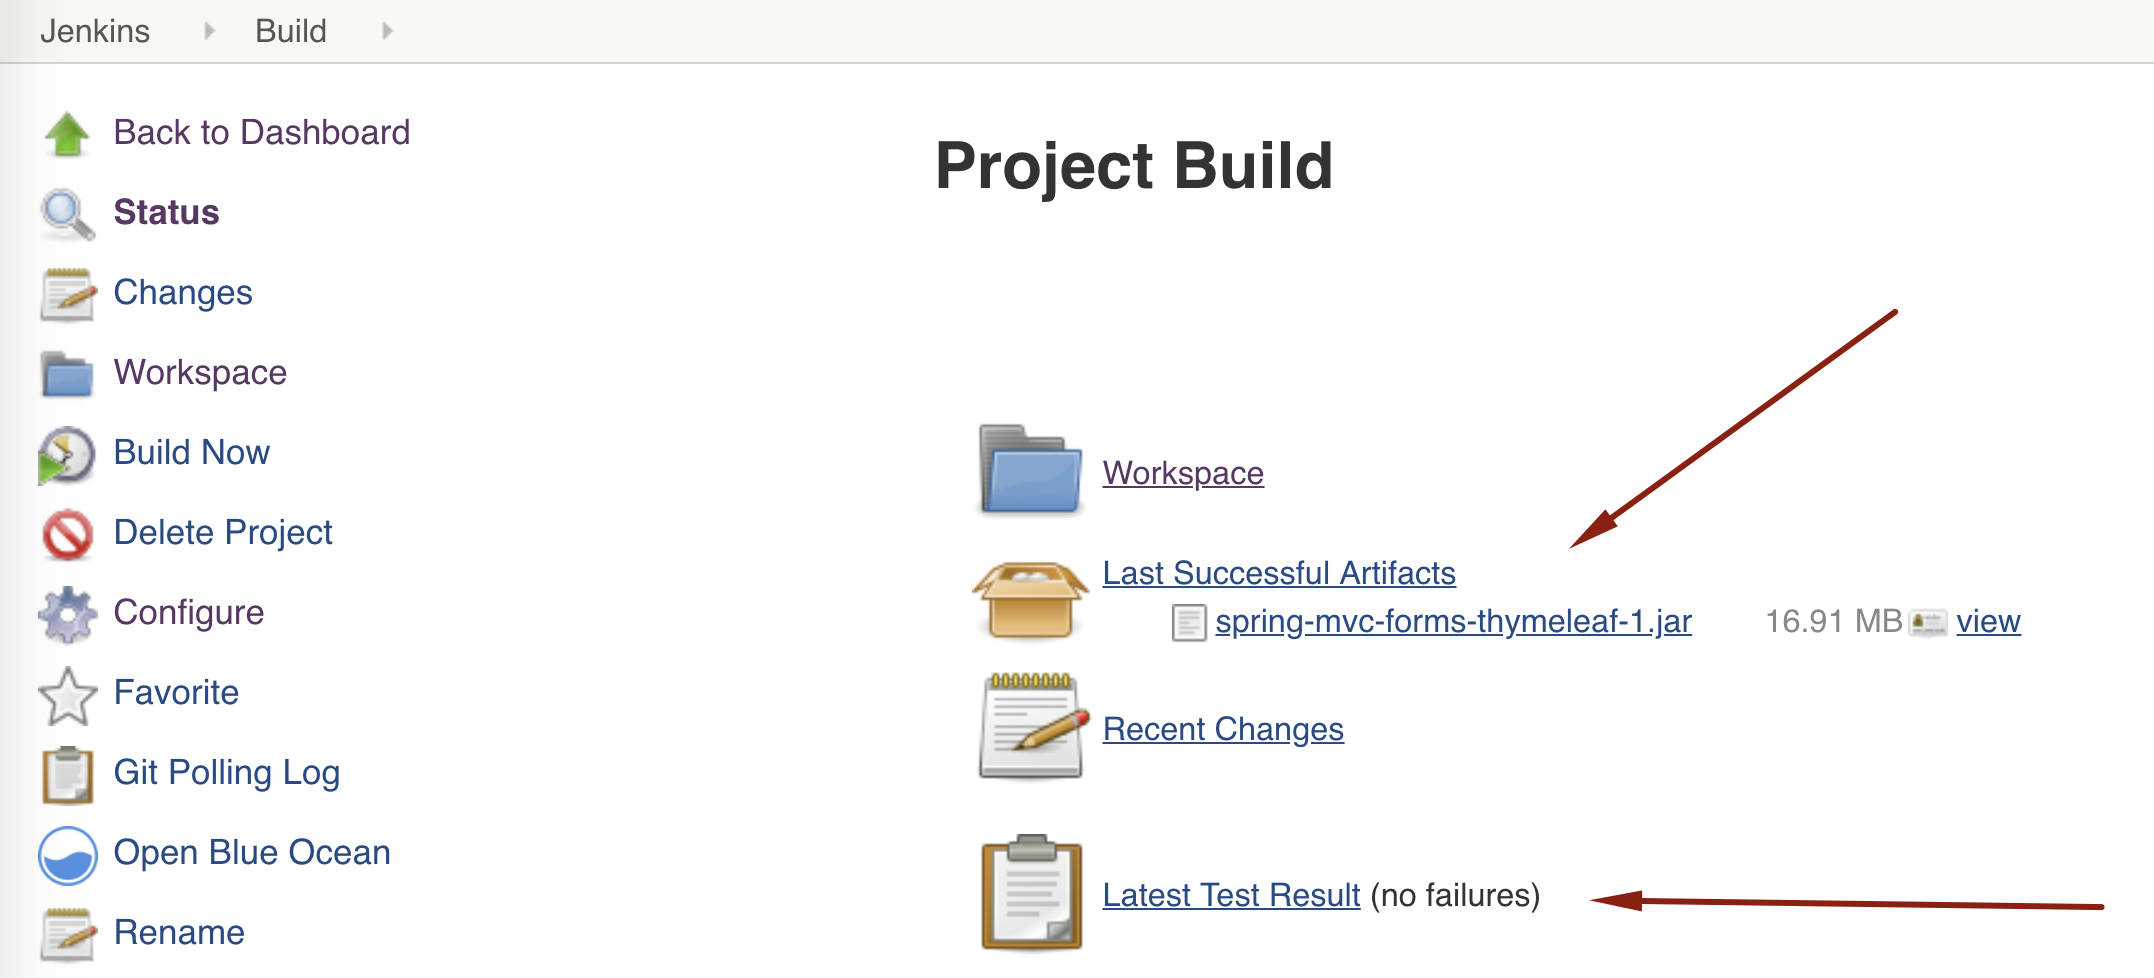 Jenkins Build
Back to Dashboard
Status
Changes
Workspace
Build Now
Delete Project
Configure
Favorite
Git Polling Log
Open Blue Ocean
Rename
Project Build
Workspace
Last Successful Artifacts
spring-mvc-forms-thymeleaf-1.jar 16.91 MB view
Recent Changes
Latest Test Result (no failures)